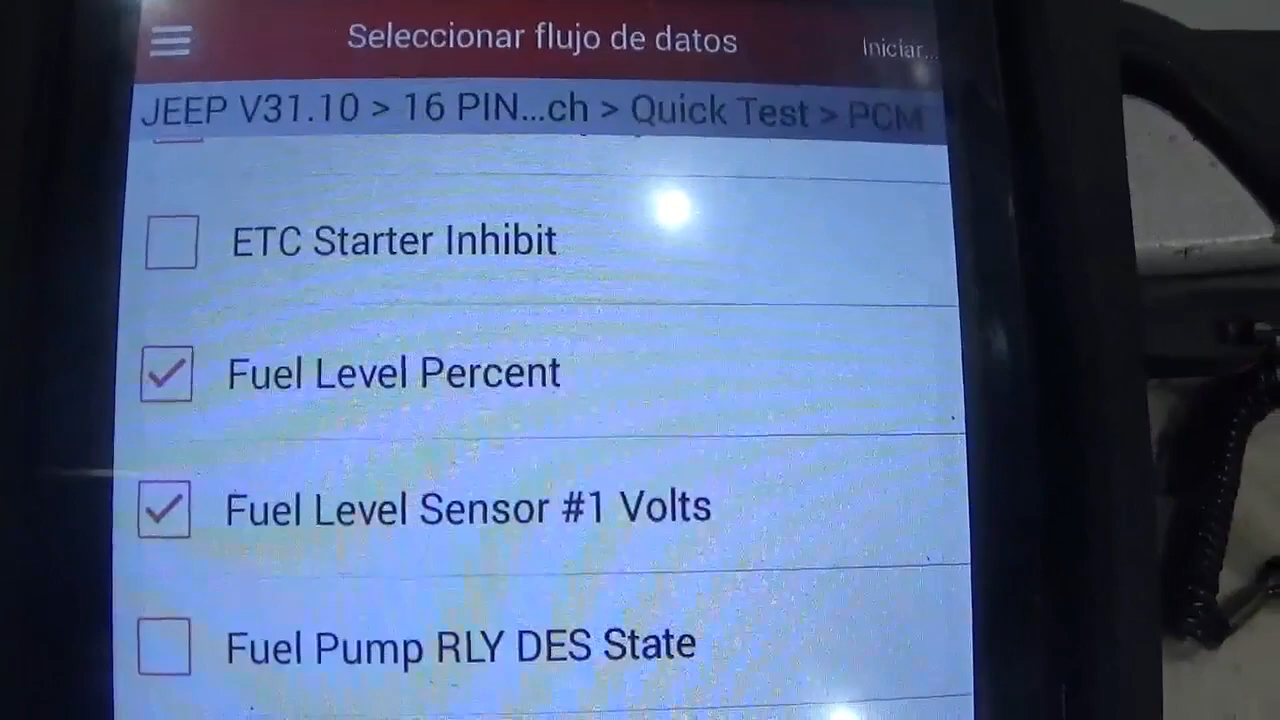 Seleccionar flujo de datos
Iniciar...
JEEP V31.10 > 16 PIN...ch > Quick Test > PCM
ETC Starter Inhibit
Fuel Level Percent
Fuel Level Sensor #1 Volts
Fuel Pump RLY DES State